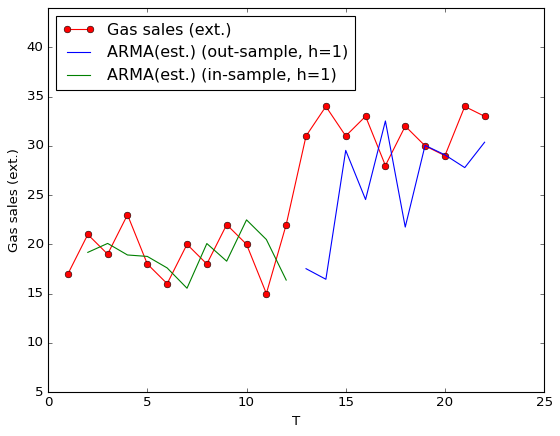 Gas sales (ext.)
ARMA(est.) (out-sample, h=1)
ARMA(est.) (in-sample, h=1)
40
35
30
25
20
15
10
5
Gas sales (ext.)
0 5 10 15 20 25
T